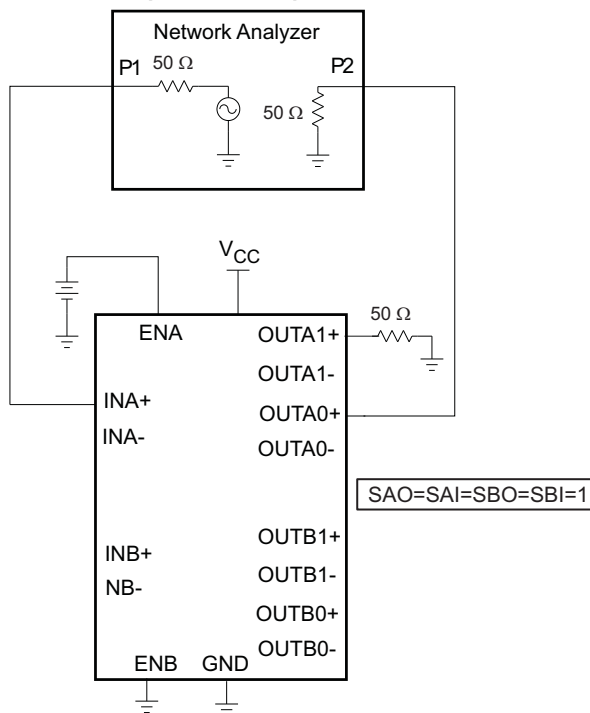 Network Analyzer
P1
50 Ω
P2
50 Ω
VCC
50 Ω
ENA
OUTA1+
OUTA1-
INA+
OUTA0+
INA-
OUTA0-
SAO=SAI=SBO=SBI=1
OUTB1+
INB+
OUTB1-
NB-
OUTB0+
OUTB0-
ENB
GND